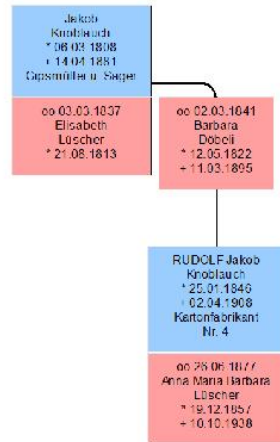 Jakob
Knoblauch
* 06.03.1808
+ 14.04.1881
Gipsmüller u. Sager
oo 03.03.1837
Elisabeth
Lüscher
* 21.08.1813
oo 02.03.1841
Barbara
Döbeli
* 12.05.1822
+ 11.03.1895
RUDOLF Jakob
Knoblauch
* 25.01.1846
+ 02.04.1908
Kartonfabrikant
Nr. 4
oo 26.06.1877
Anna Maria Barbara
Lüscher
* 19.12.1857
+ 10.10.1938